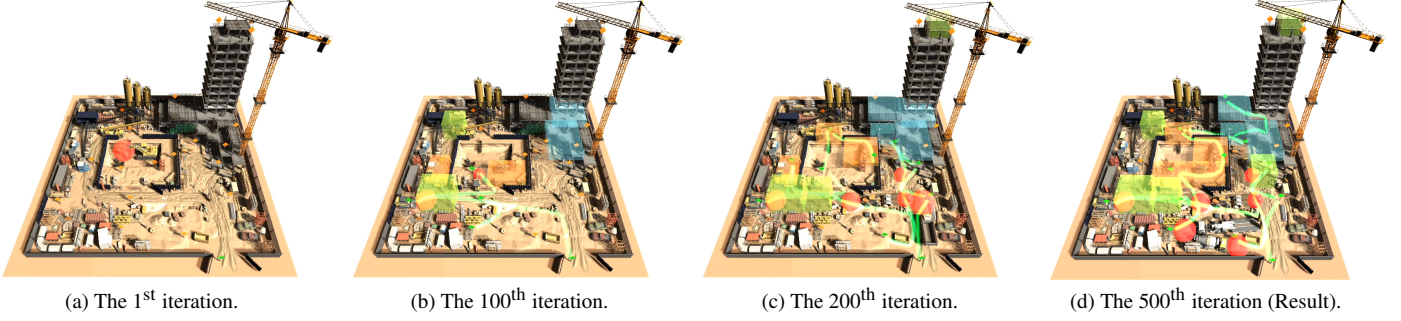 (a) The 1st iteration.
(b) The 100th iteration.
(c) The 200th iteration.
(d) The 500th iteration (Result).